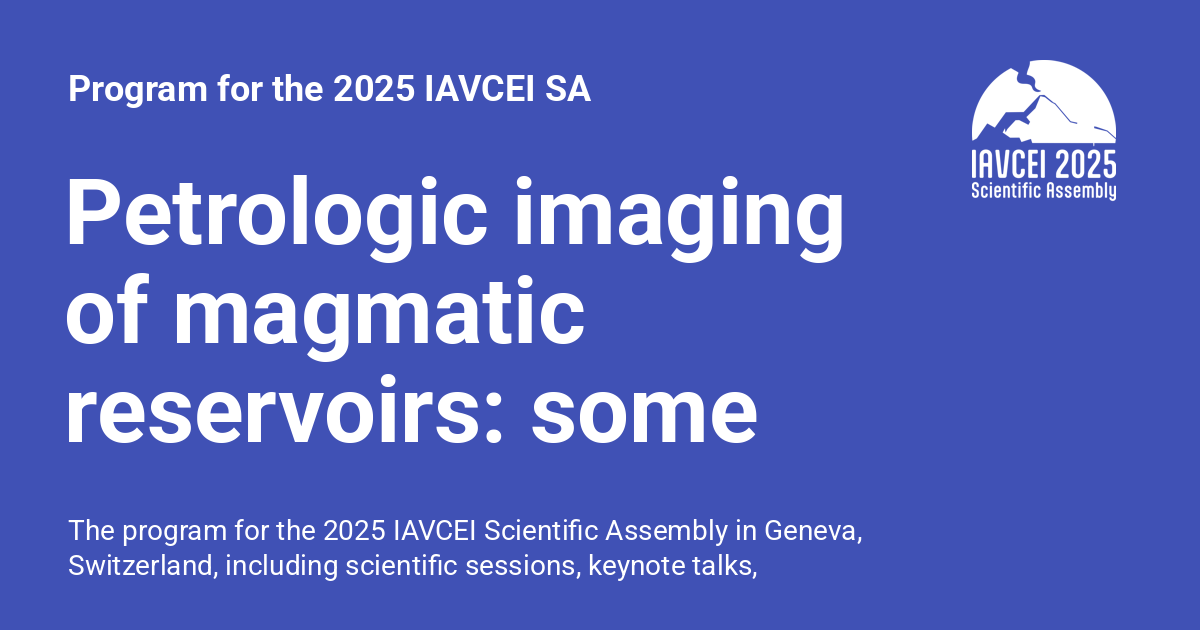 Program for the 2025 IAVCEI SA
IAVCEI 2025
Scientific Assembly
Petrologic imaging
of magmatic
reservoirs: some
The program for the 2025 IAVCEI Scientific Assembly in Geneva,
Switzerland, including scientific sessions, keynote talks,